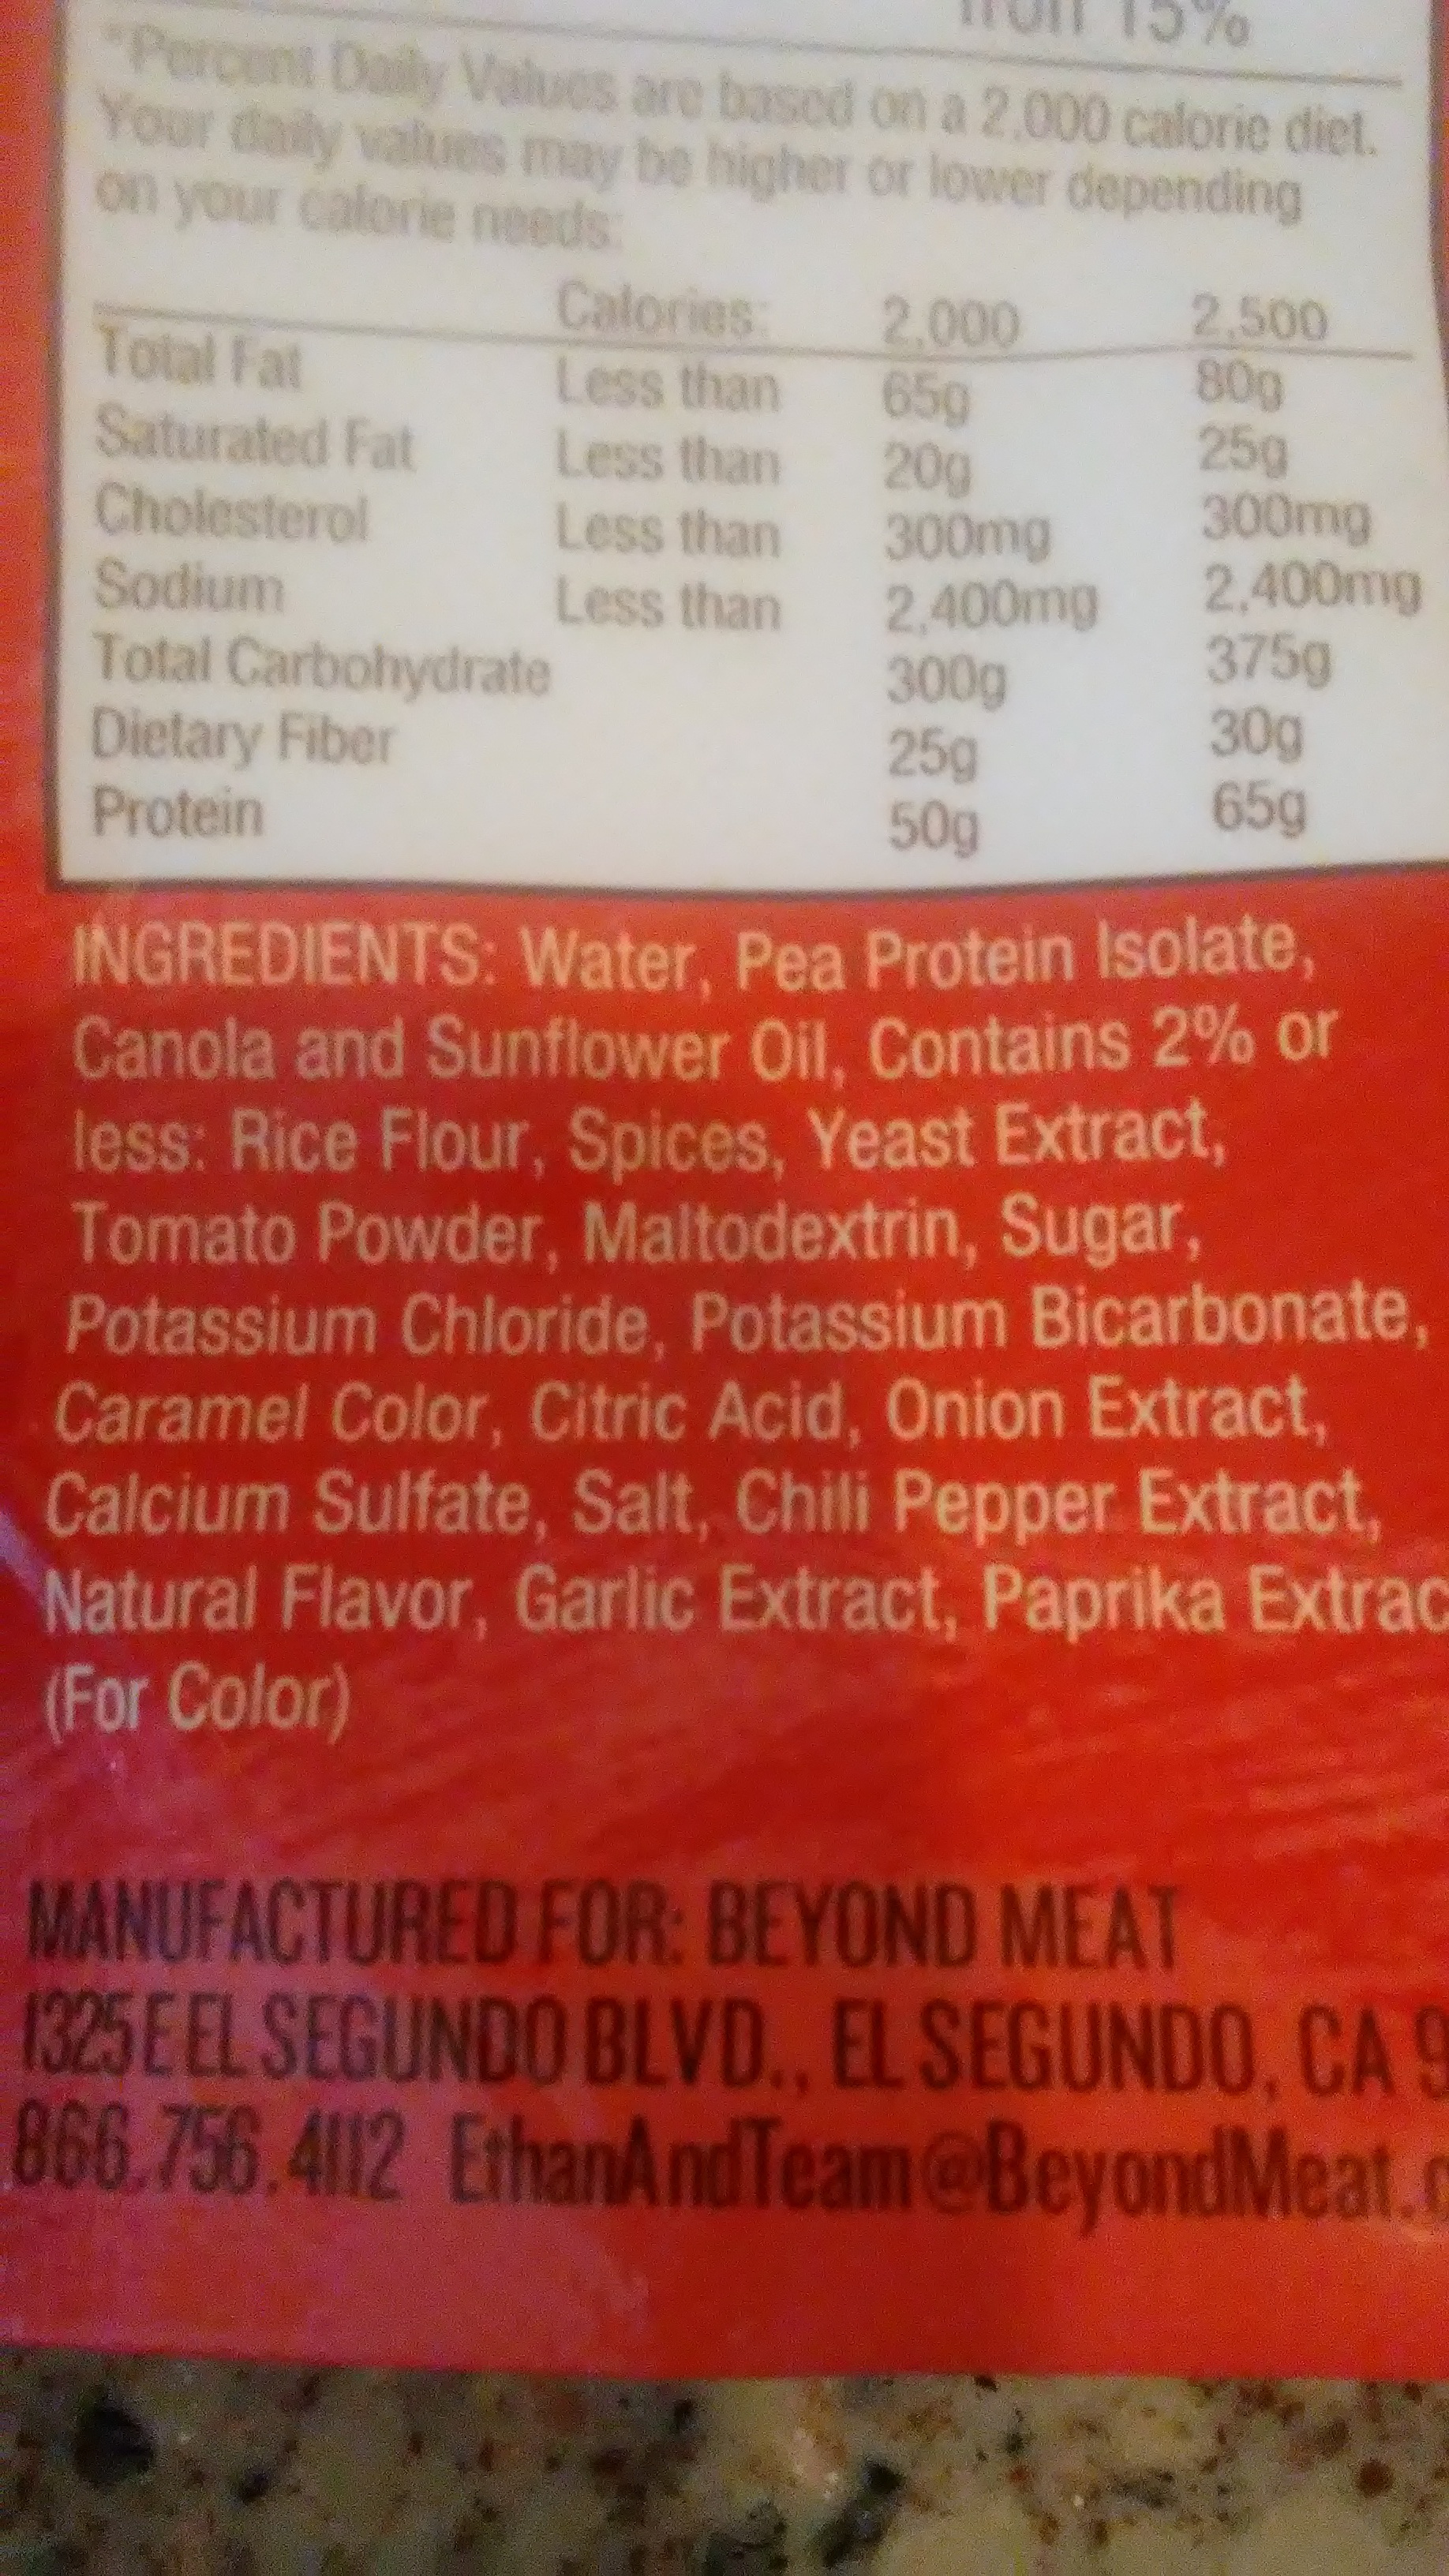 Iron 15%
*Percent Daily Values are based on a 2,000 calorie diet.
Your daily values may be higher or lower depending
on your calorie needs:
Calories: 2,000 2,500
Total Fat Less than 65g 80g
Saturated Fat Less than 20g 25g
Cholesterol Less than 300mg 300mg
Sodium Less than 2,400mg 2,400mg
Total Carbohydrate 300g 375g
Dietary Fiber 25g 30g
Protein 50g 65g
INGREDIENTS: Water, Pea Protein Isolate,
Canola and Sunflower Oil, Contains 2% or
less: Rice Flour, Spices, Yeast Extract,
Tomato Powder, Maltodextrin, Sugar,
Potassium Chloride, Potassium Bicarbonate,
Caramel Color, Citric Acid, Onion Extract,
Calcium Sulfate, Salt, Chili Pepper Extract,
Natural Flavor, Garlic Extract, Paprika Extrac
(For Color)
MANUFACTURED FOR: BEYOND MEAT
1325 E EL SEGUNDO BLVD., EL SEGUNDO, CA 9
866.756.4112 EthanAndTeam@BeyondMeat.c